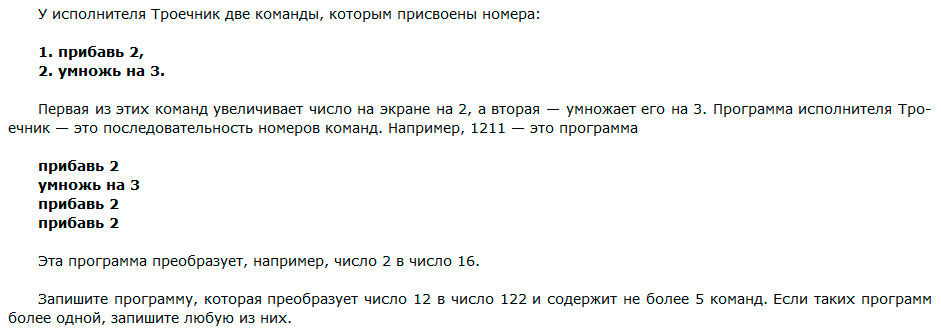 У исполнителя Троечник две команды, которым присвоены номера:
1. прибавь 2,
2. умножь на 3.
Первая из этих команд увеличивает число на экране на 2, а вторая — умножает его на 3. Программа исполнителя Тро-
ечник — это последовательность номеров команд. Например, 1211 — это программа
прибавь 2
умножь на 3
прибавь 2
прибавь 2
Эта программа преобразует, например, число 2 в число 16.
Запишите программу, которая преобразует число 12 в число 122 и содержит не более 5 команд. Если таких программ
более одной, запишите любую из них.